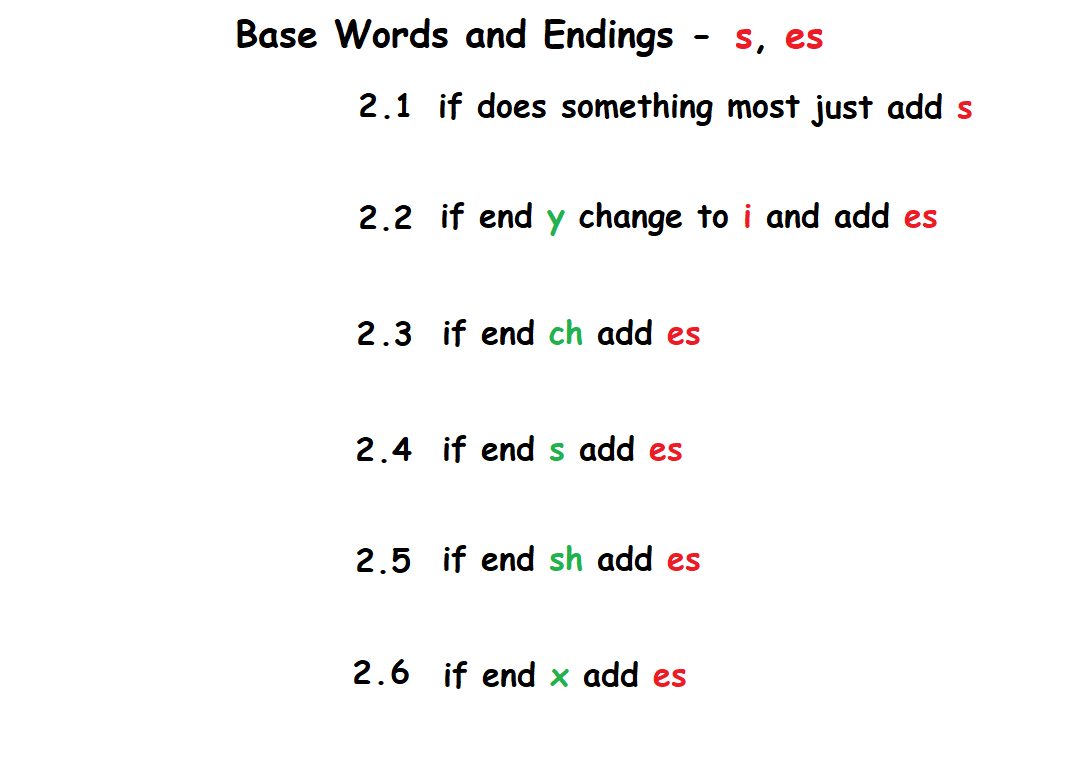 Base Words and Endings - s, es
2.1 if does something most just add s
2.2 if end y change to i and add es
2.3 if end ch add es
2.4 if end s add es
2.5 if end sh add es
2.6 if end x add es